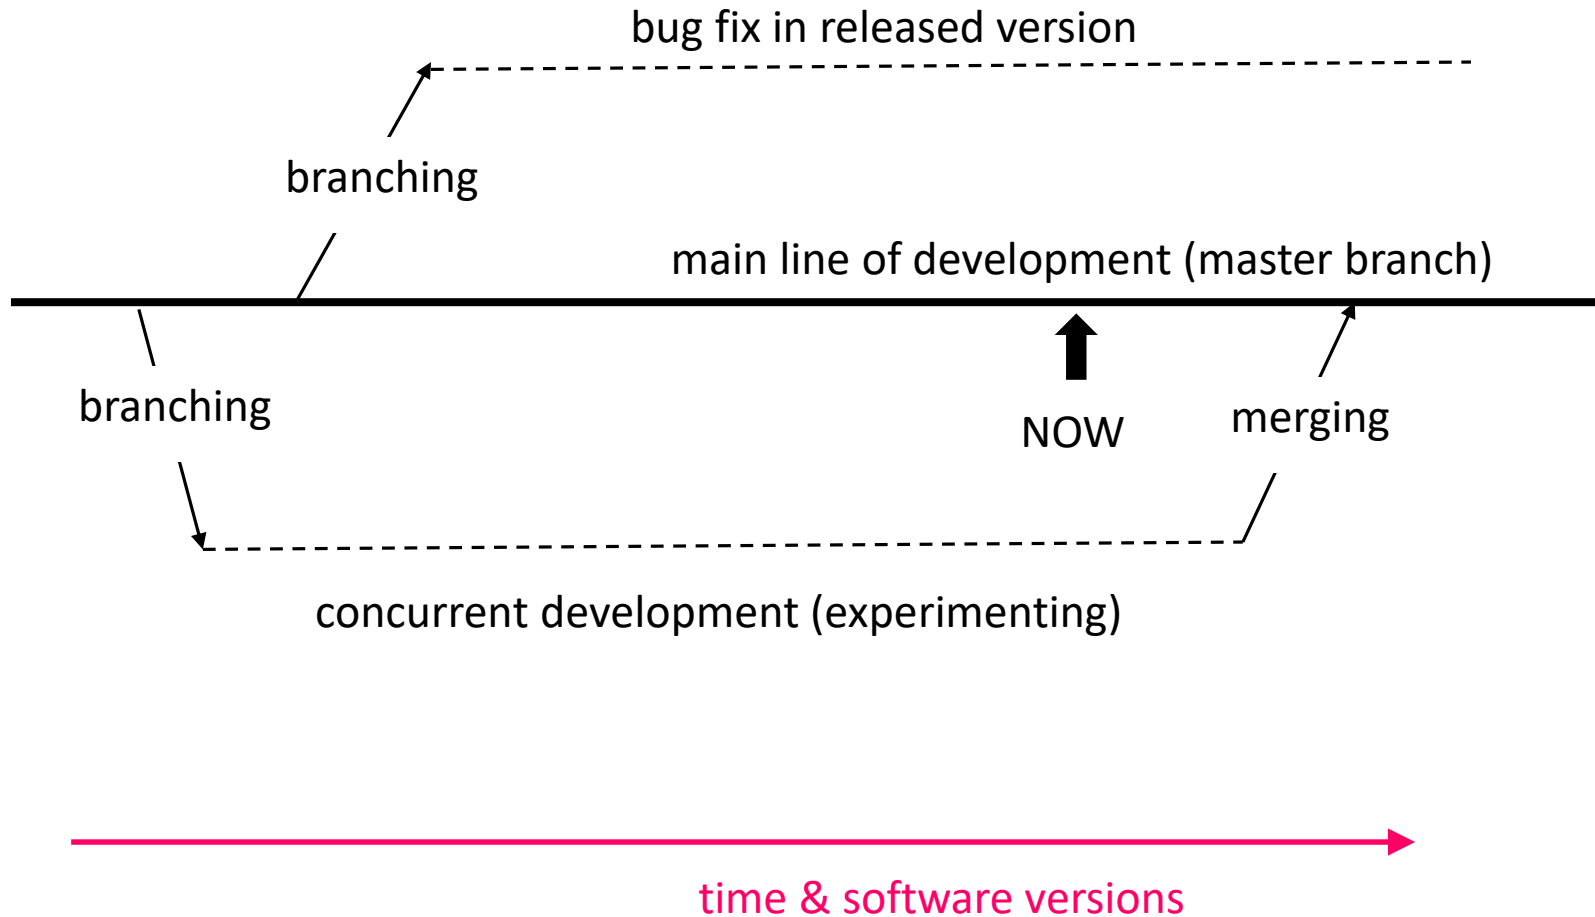 bug fix in released version
branching
main line of development (master branch)
branching
NOW
merging
concurrent development (experimenting)
time & software versions